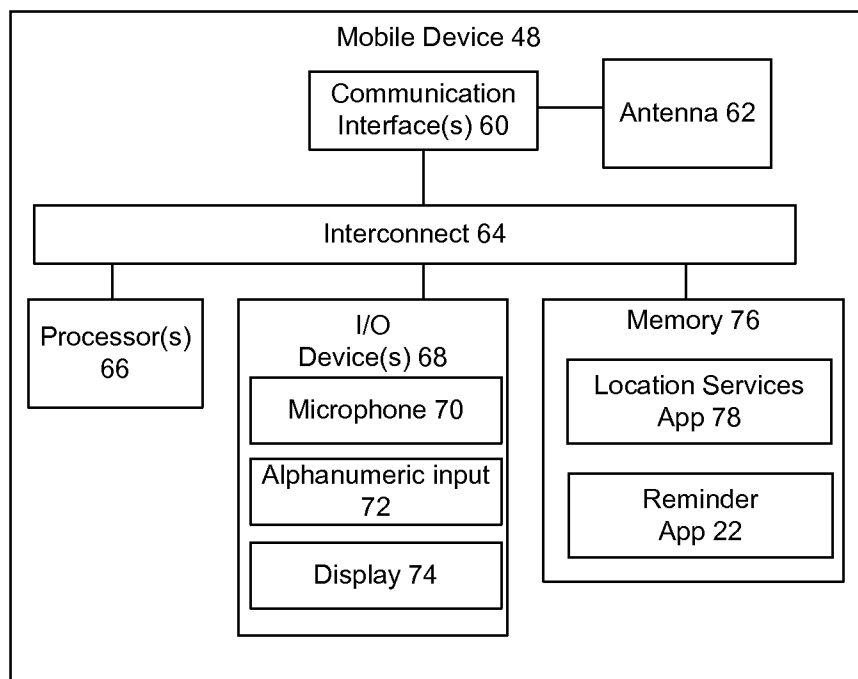 Mobile Device 48
Communication
Interface(s) 60
Antenna 62
Interconnect 64
Processor(s)
66
I/O
Device(s) 68
Microphone 70
Alphanumeric input
72
Display 74
Memory 76
Location Services
App 78
Reminder
App 22